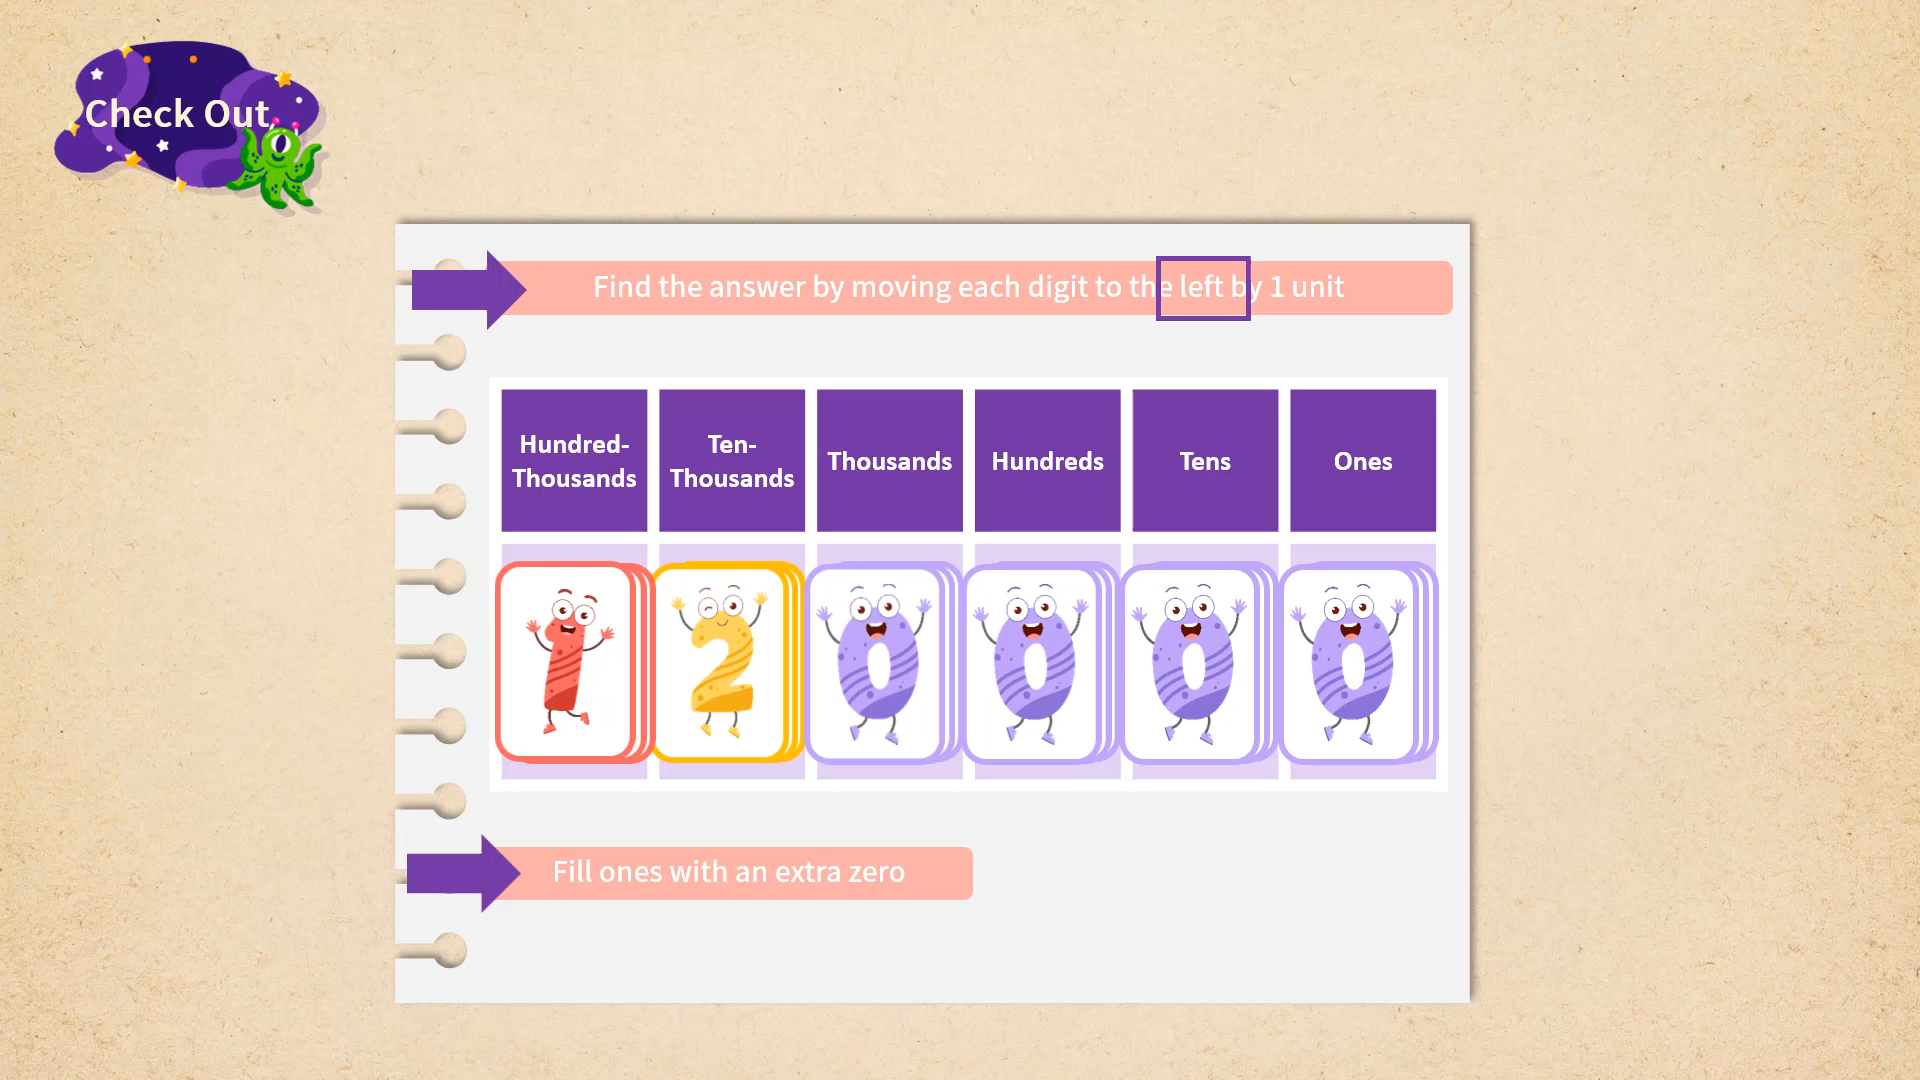 Check Out
Find the answer by moving each digit to the left by 1 unit
Hundred-
Thousands
Ten-
Thousands
Thousands
Hundreds
Tens
Ones
1 2 0 0 0 0
Fill ones with an extra zero